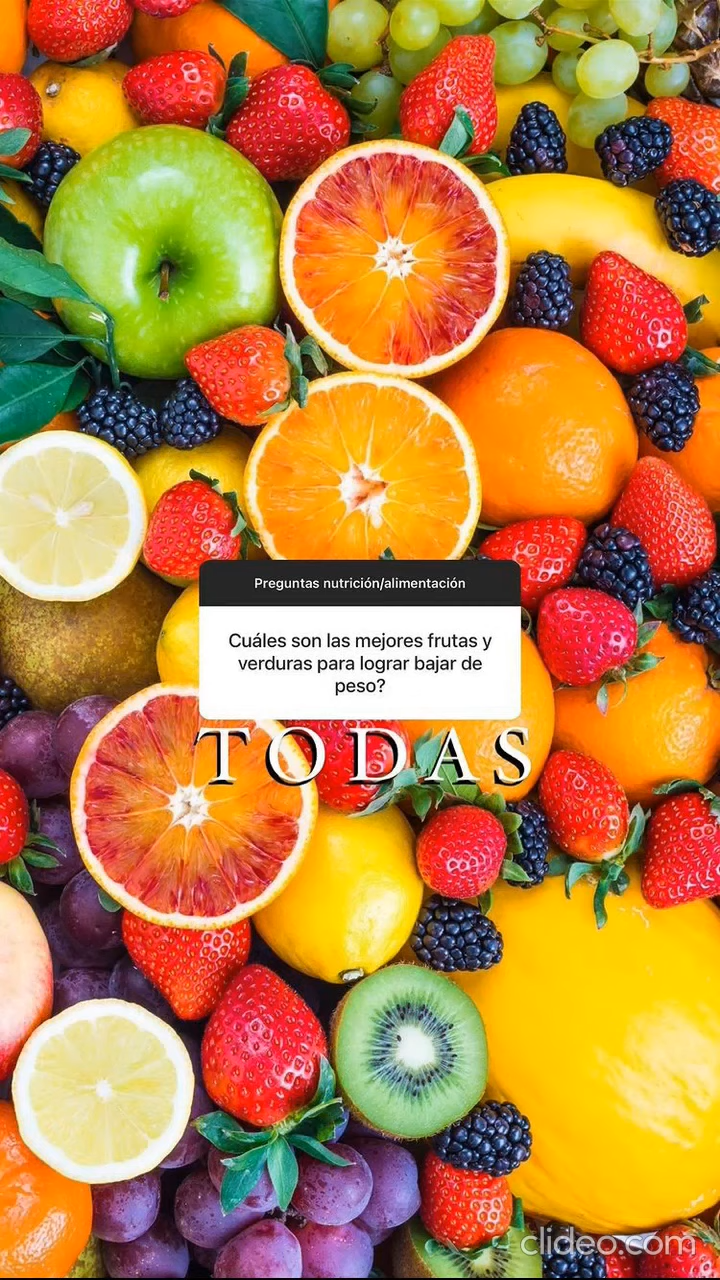 Preguntas nutrición/alimentación
Cuáles son las mejores frutas y
verduras para lograr bajar de
peso?
TODAS
clideo.com